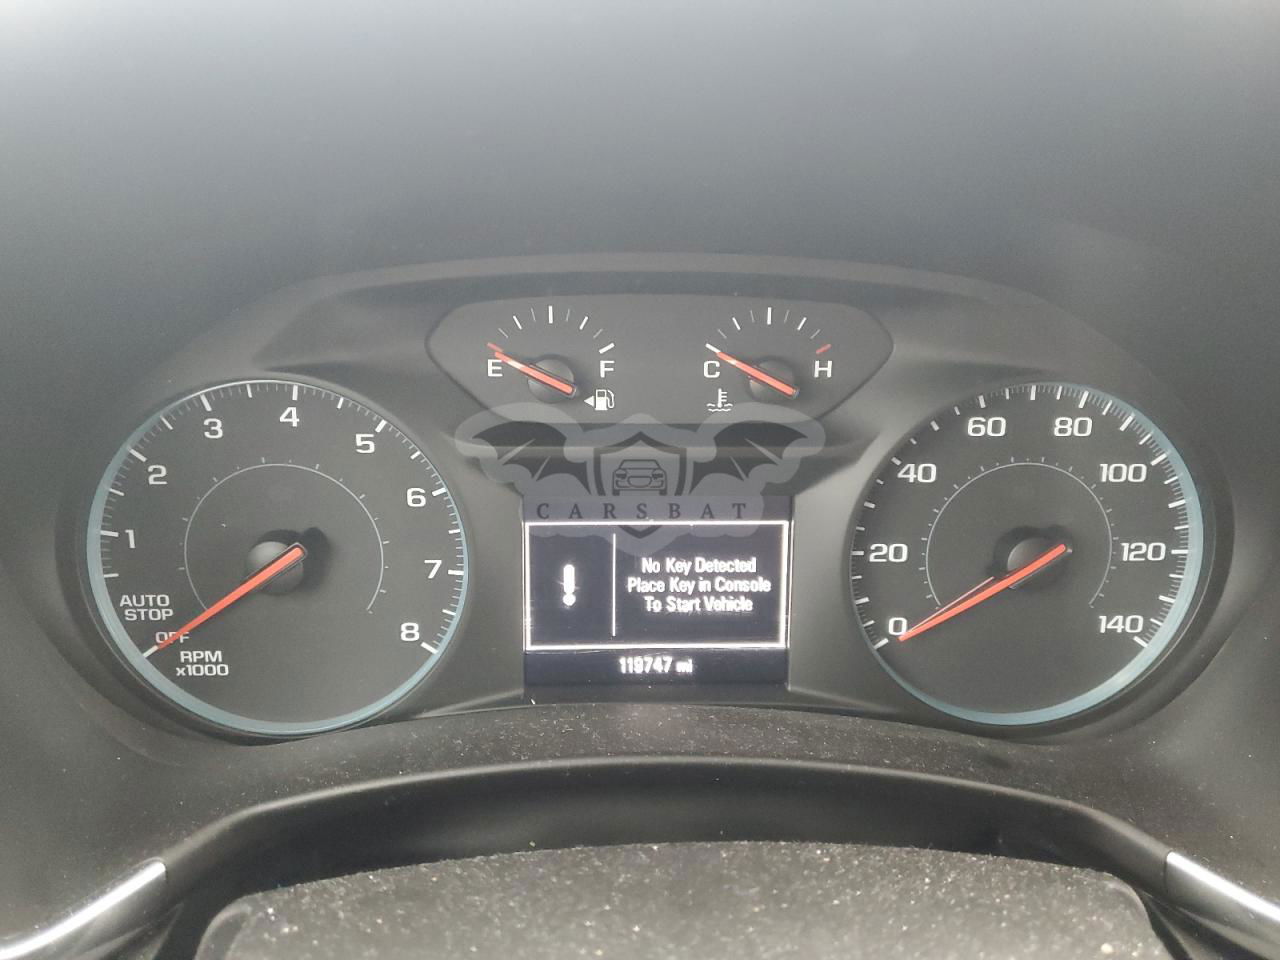 E F
C H
1 2 3 4 5 6 7 8
AUTO
STOP
OFF
RPM
x1000
CARSBAT
No Key Detected
Place Key in Console
To Start Vehicle
119747 mi
0 20 40 60 80 100 120 140